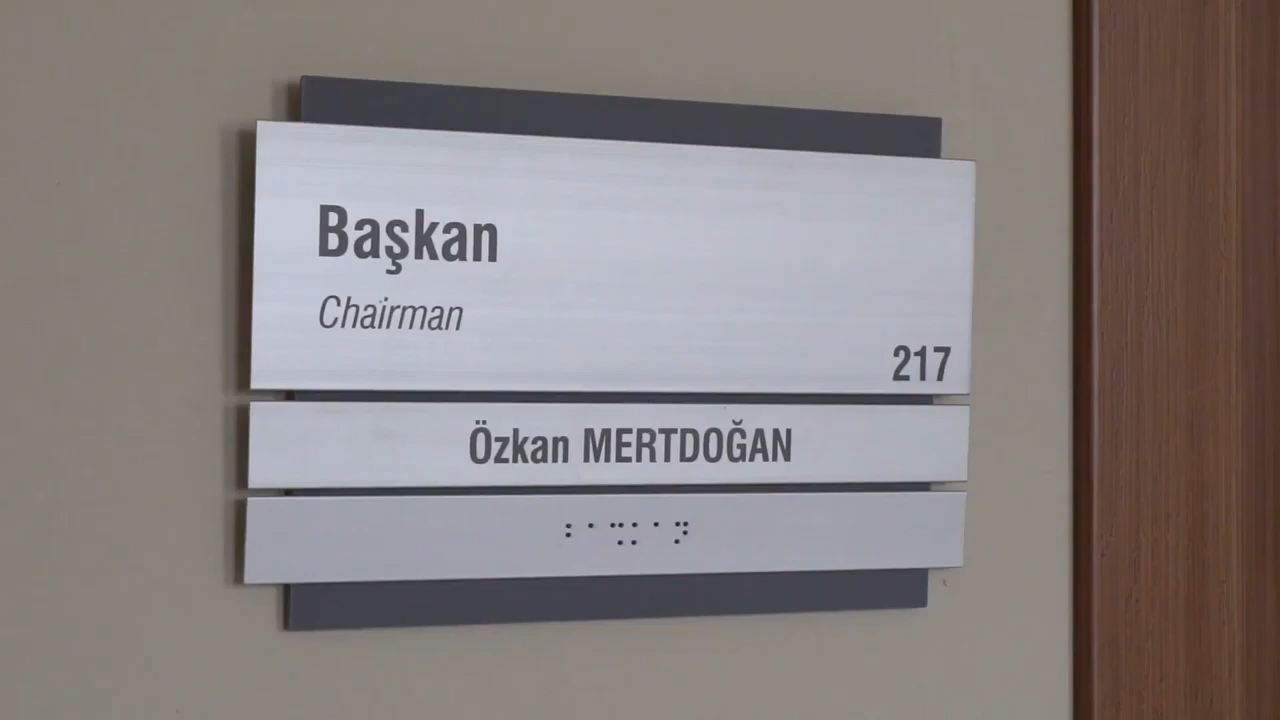 Başkan
Chairman
217
Özkan MERTDOĞAN
⠃⠁⠩⠅⠁⠝